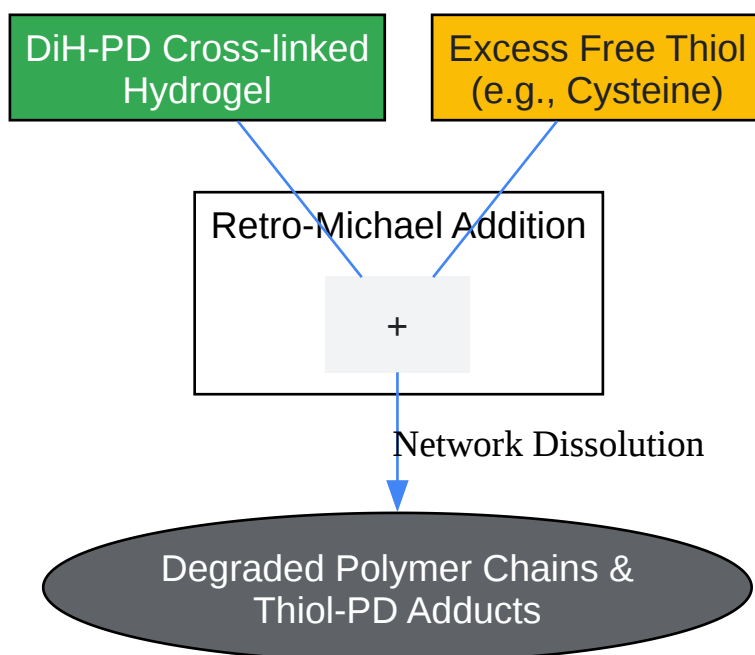 DiH-PD Cross-linked
Hydrogel
Excess Free Thiol
(e.g., Cysteine)
Retro-Michael Addition
+
Network Dissolution
Degraded Polymer Chains &
Thiol-PD Adducts